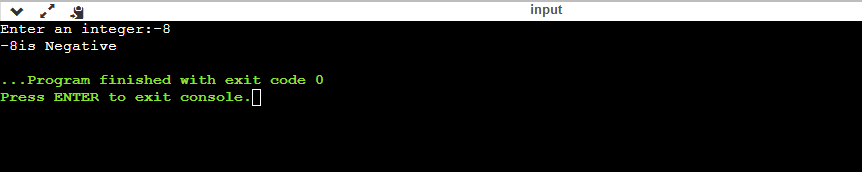 input
Enter an integer:-8
-8is Negative
...Program finished with exit code 0
Press ENTER to exit console.